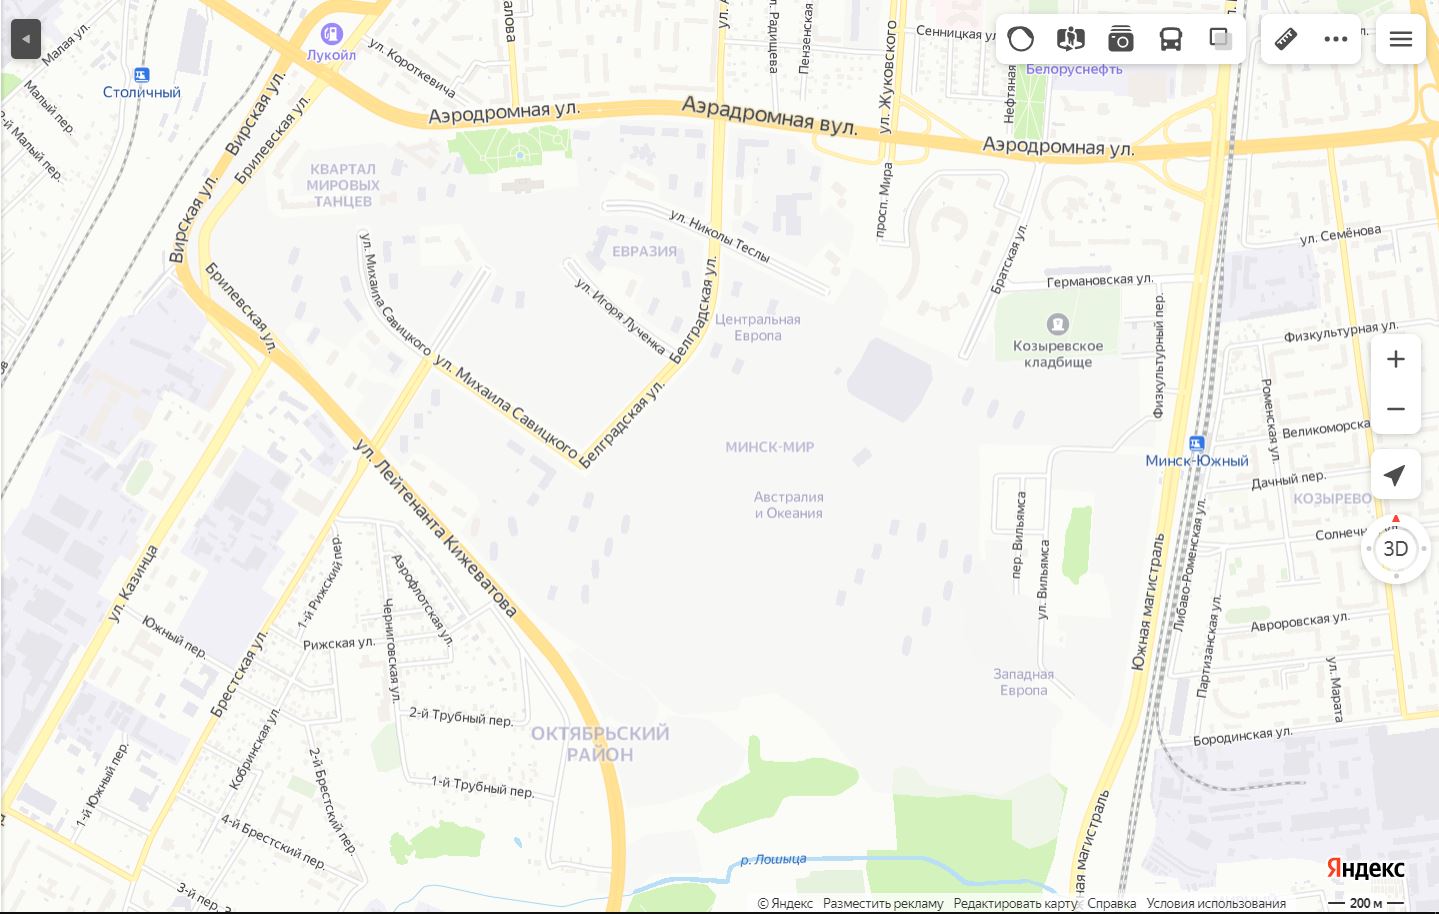 Малая ул.
Малый пер.
2-й Малый пер.
Столичный
Лукойл
ул. Короткевича
ул. Радищева
Пензенская
Сенницкая ул.
ул. Жуковского
Нефтяная
Белоруснефть
Вирская ул.
Брилевская ул.
Аэродромная ул.
Аэрадромная вул.
Аэродромная ул.
КВАРТАЛ
МИРОВЫХ
ТАНЦЕВ
Вирская ул.
Брилевская ул.
ул. Михаила Савицкого
ул. Николы Теслы
ЕВРАЗИЯ
ул. Игоря Лученка
Белградская ул.
просп. Мира
Братская ул.
Германовская ул.
ул. Семёнова
Центральная
Европа
Козыревское
кладбище
Физкультурный пер.
Физкультурная ул.
ул. Михаила Савицкого
Белградская ул.
Роменская ул.
Великоморская
МИНСК-МИР
Минск-Южный
Дачный пер.
КОЗЫРЕВО
Австралия
и Океания
ул. Лейтенанта Кижеватова
пер. Вильямса
ул. Вильямса
Солнечная ул.
3D
ул. Казинца
1-й Рижский пер.
Аэрофлотская ул.
Черниговская ул.
Рижская ул.
Южный пер.
Брестская ул.
Южная магистраль
Либаво-Роменская ул.
Партизанская ул.
Авроровская ул.
ул. Марата
Западная
Европа
2-й Трубный пер.
ОКТЯБРЬСКИЙ
РАЙОН
Бородинская ул.
1-й Южный пер.
Кобринская ул.
2-й Брестский пер.
1-й Трубный пер.
4-й Брестский пер.
3-й пер.
р. Лошыца
Южная магистраль
Яндекс
© Яндекс Разместить рекламу Редактировать карту Справка Условия использования
200 м